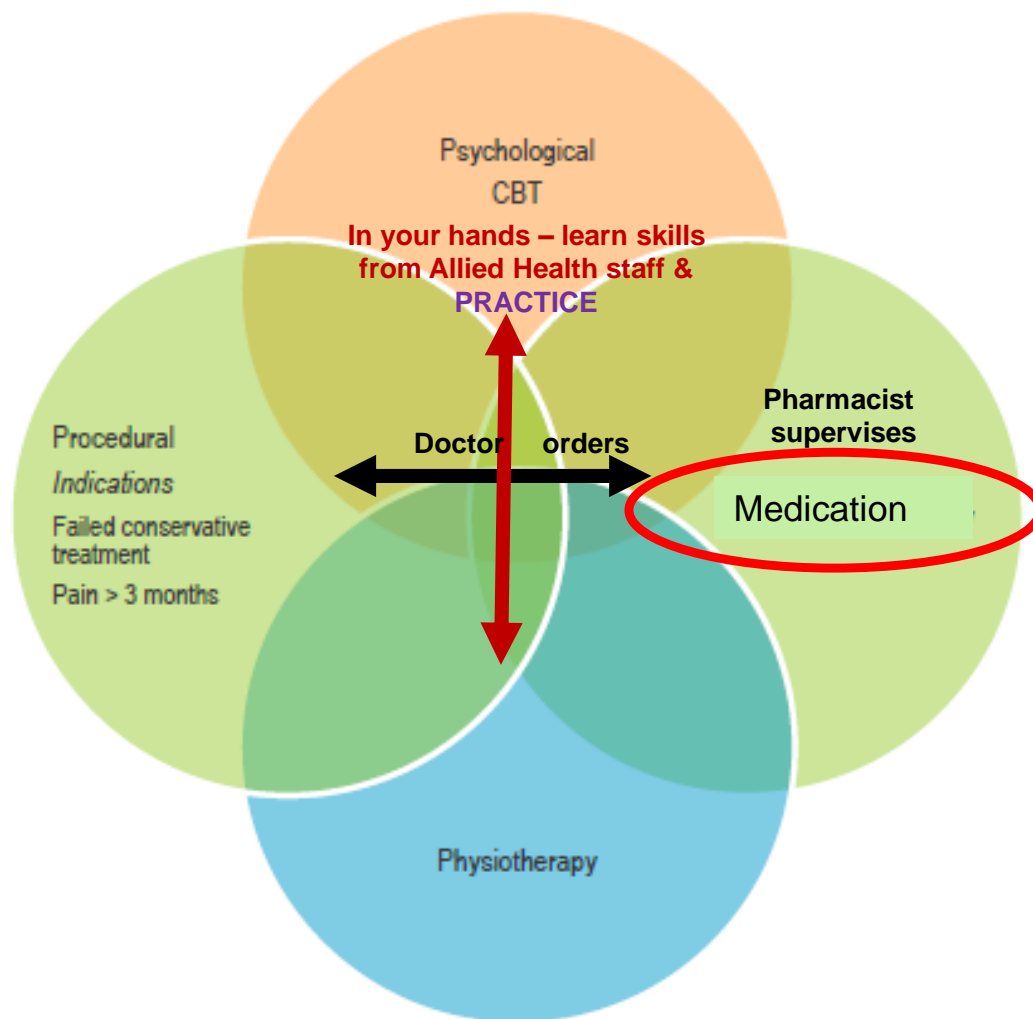 Psychological
CBT
In your hands – learn skills
from Allied Health staff &
PRACTICE
Procedural
Indications
Failed conservative
treatment
Pain > 3 months
Doctor orders
Pharmacist
supervises
Medication
Physiotherapy